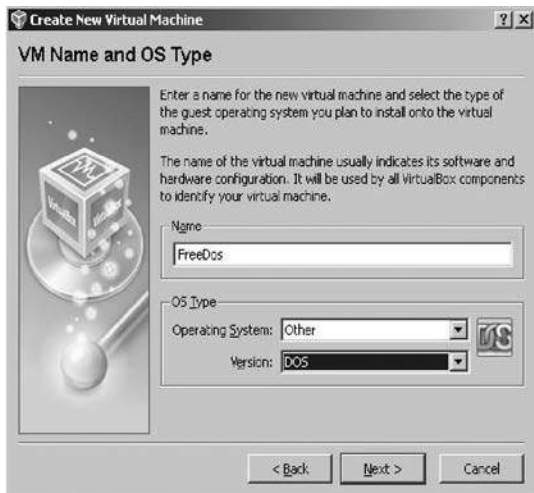 Create New Virtual Machine
VM Name and OS Type
Enter a name for the new virtual machine and select the type of
the guest operating system you plan to install onto the virtual
machine.
The name of the virtual machine usually indicates its software and
hardware configuration. It will be used by all VirtualBox components
to identify your virtual machine.
Name
FreeDos
OS Type
Operating System: Other
Version: DOS
< Back Next > Cancel